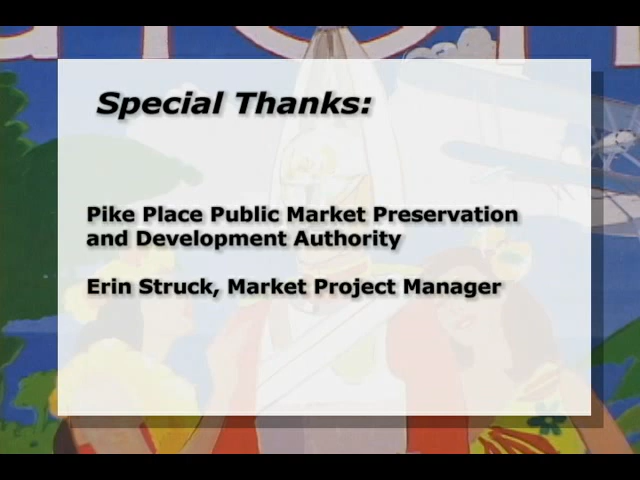 Special Thanks:
Pike Place Public Market Preservation
and Development Authority
Erin Struck, Market Project Manager